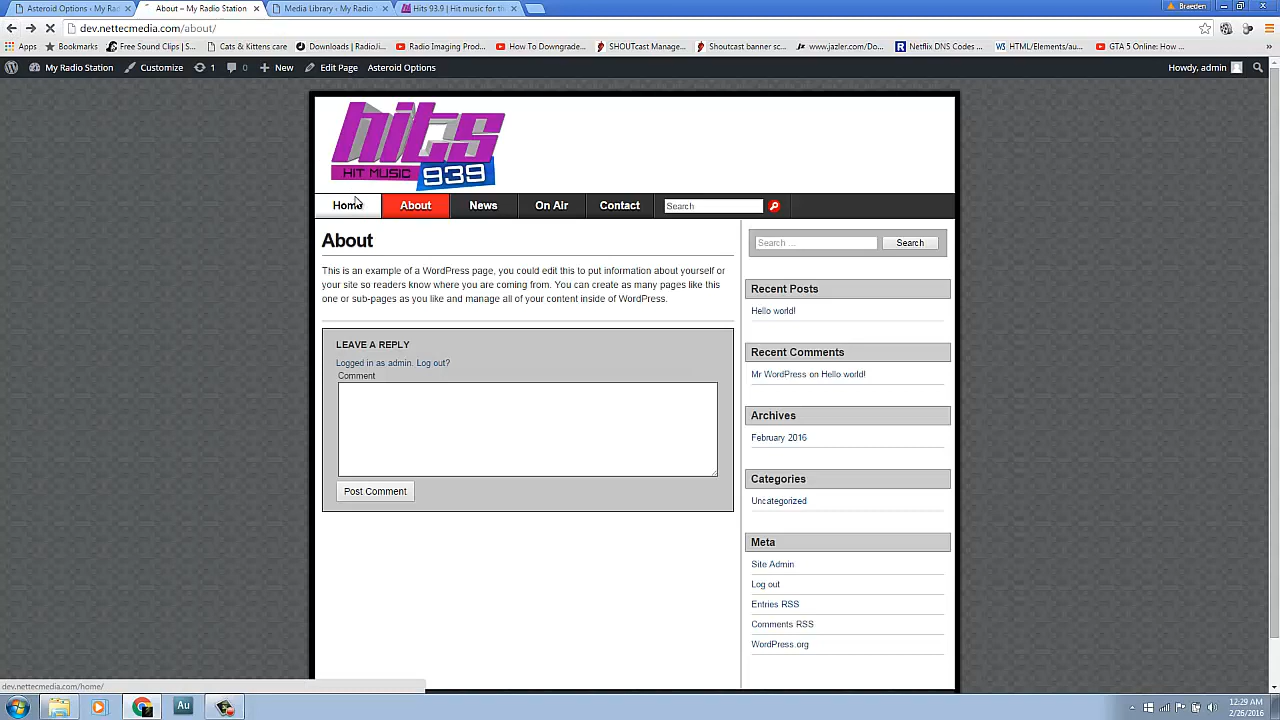 Asteroid Options ‹ My Rad
About – My Radio Station
Media Library ‹ My Radio S
Hits 93.9 | Hit music for th
Braeden
dev.nettecmedia.com/about/
Apps
Bookmarks
Free Sound Clips | S...
Cats & Kittens care
Downloads | RadioJ...
Radio Imaging Prod...
How To Downgrade...
SHOUTcast Manage...
Shoutcast banner sc...
www.jazler.com/Do...
Netflix DNS Codes ...
HTML/Elements/au...
GTA 5 Online: How ...
My Radio Station
Customize
1
0
New
Edit Page
Asteroid Options
Howdy, admin
hits
HIT MUSIC 939
Home
About
News
On Air
Contact
Search
About
This is an example of a WordPress page, you could edit this to put information about yourself or
your site so readers know where you are coming from. You can create as many pages like this
one or sub-pages as you like and manage all of your content inside of WordPress.
LEAVE A REPLY
Logged in as admin. Log out?
Comment
Post Comment
Search ...
Search
Recent Posts
Hello world!
Recent Comments
Mr WordPress on Hello world!
Archives
February 2016
Categories
Uncategorized
Meta
Site Admin
Log out
Entries RSS
Comments RSS
WordPress.org
dev.nettecmedia.com/home/
Au
12:29 AM
2/26/2016